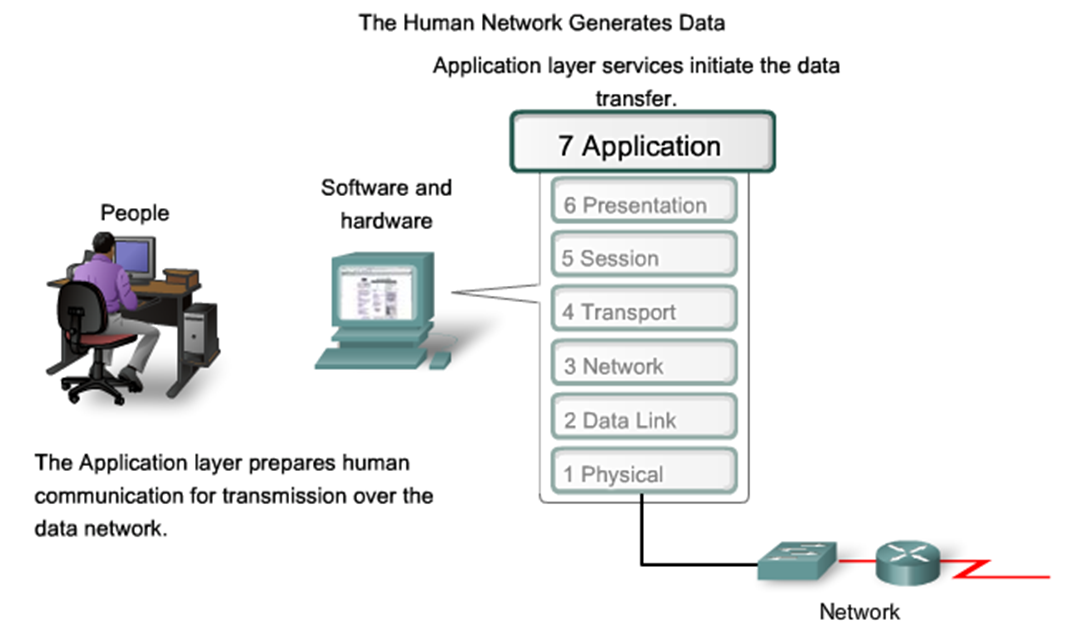 The Human Network Generates Data
Application layer services initiate the data
transfer.
7 Application
6 Presentation
5 Session
4 Transport
3 Network
2 Data Link
1 Physical
Software and
hardware
People
The Application layer prepares human
communication for transmission over the
data network.
Network